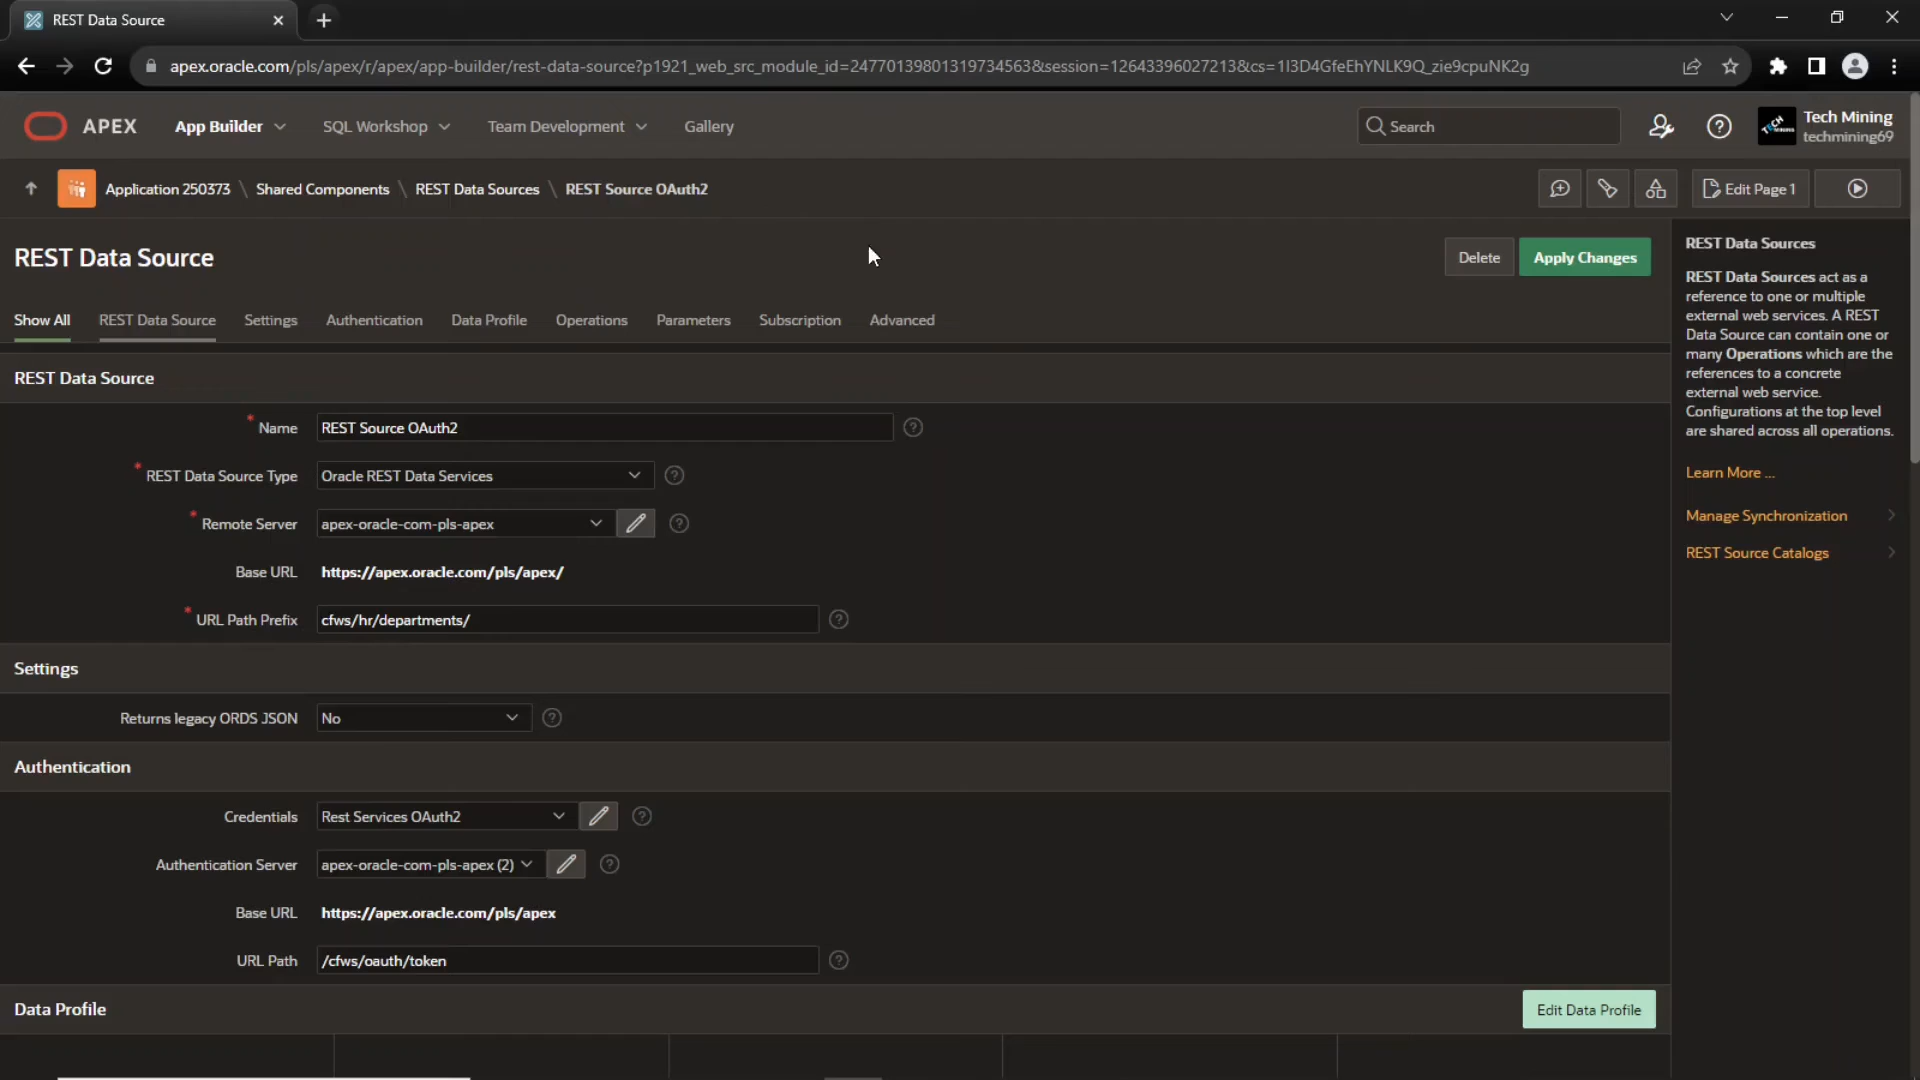 REST Data Source
apex.oracle.com/pls/apex/r/apex/app-builder/rest-data-source?p1921_web_src_module_id=24770139801319734563&session=12643396027213&cs=1I3D4GfeEhYNLK9Q_zie9cpuNK2g
APEX
App Builder
SQL Workshop
Team Development
Gallery
Search
Tech Mining
techmining69
Application 250373 \ Shared Components \ REST Data Sources \ REST Source OAuth2
Edit Page 1
REST Data Source
Delete
Apply Changes
Show All
REST Data Source
Settings
Authentication
Data Profile
Operations
Parameters
Subscription
Advanced
REST Data Source
* Name
REST Source OAuth2
* REST Data Source Type
Oracle REST Data Services
* Remote Server
apex-oracle-com-pls-apex
Base URL
https://apex.oracle.com/pls/apex/
* URL Path Prefix
cfws/hr/departments/
Settings
Returns legacy ORDS JSON
No
Authentication
Credentials
Rest Services OAuth2
Authentication Server
apex-oracle-com-pls-apex (2)
Base URL
https://apex.oracle.com/pls/apex
URL Path
/cfws/oauth/token
Data Profile
Edit Data Profile
REST Data Sources
REST Data Sources act as a
reference to one or multiple
external web services. A REST
Data Source can contain one or
many Operations which are the
references to a concrete
external web service.
Configurations at the top level
are shared across all operations.
Learn More ...
Manage Synchronization
REST Source Catalogs